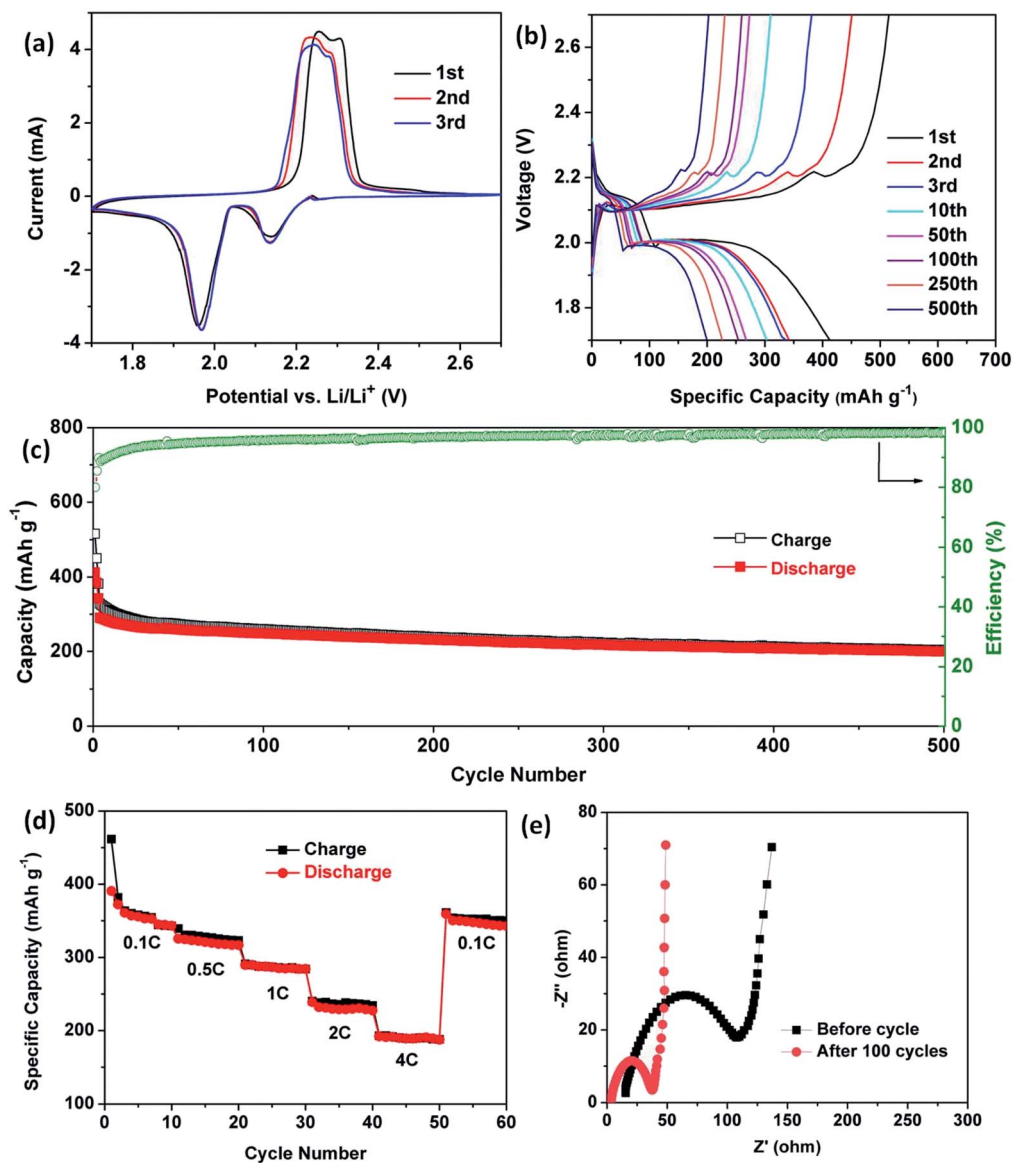 (a)
4
2
0
-2
-4
Current (mA)
1st
2nd
3rd
1.8
2.0
2.2
2.4
2.6
Potential vs. Li/Li⁺ (V)
(b)
2.6
2.4
2.2
2.0
1.8
Voltage (V)
1st
2nd
3rd
10th
50th
100th
250th
500th
0
100
200
300
400
500
600
700
Specific Capacity (mAh g⁻¹)
(c)
800
600
400
200
0
Capacity (mAh g⁻¹)
Charge
Discharge
100
80
60
40
20
0
Efficiency (%)
0
100
200
300
400
500
Cycle Number
(d)
500
400
300
200
100
Specific Capacity (mAh g⁻¹)
Charge
Discharge
0.1C
0.5C
1C
2C
4C
0.1C
0
10
20
30
40
50
60
Cycle Number
(e)
80
60
40
20
0
-Z'' (ohm)
Before cycle
After 100 cycles
0
50
100
150
200
250
300
Z' (ohm)